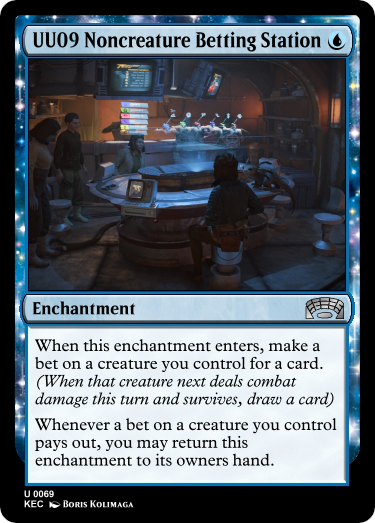 UU09 Noncreature Betting Station
Enchantment
When this enchantment enters, make a
bet on a creature you control for a card.
(When that creature next deals combat
damage this turn and survives, draw a card)
Whenever a bet on a creature you control
pays out, you may return this
enchantment to its owners hand.
U 0069
KEC Boris Kolimaga